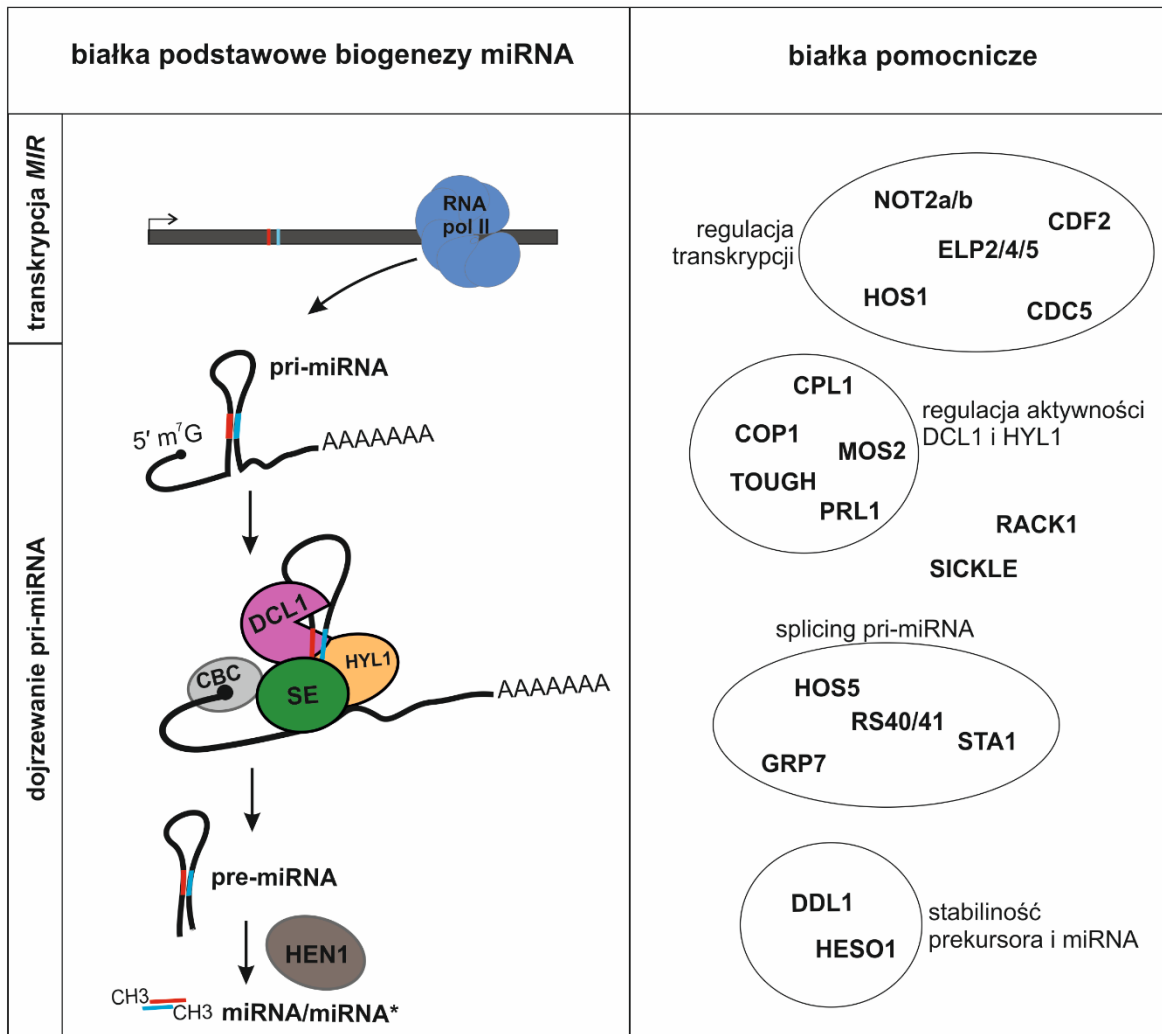 białka podstawowe biogenezy miRNA
białka pomocnicze
transkrypcja MIR
RNA
pol II
regulacja
transkrypcji
NOT2a/b
CDF2
ELP2/4/5
HOS1
CDC5
dojrzewanie pri-miRNA
pri-miRNA
5′ m⁷G
AAAAAAA
CPL1
COP1
MOS2
TOUGH
PRL1
regulacja aktywności
DCL1 i HYL1
RACK1
SICKLE
DCL1
HYL1
CBC
SE
AAAAAAA
splicing pri-miRNA
HOS5
RS40/41
STA1
GRP7
pre-miRNA
HEN1
CH3
CH3
miRNA/miRNA*
DDL1
HESO1
stabiliność
prekursora i miRNA